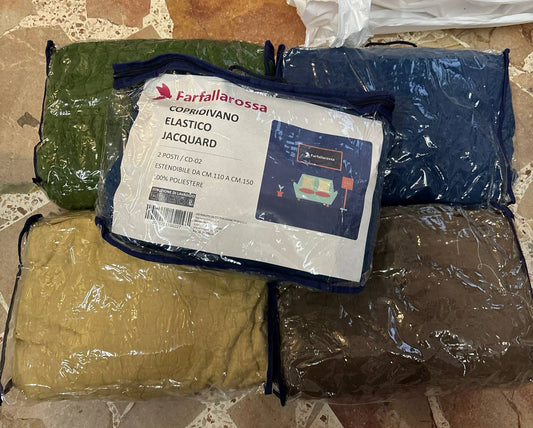 Farfallarossa
COPRIDIVANO
ELASTICO
JACQUARD
2 POSTI / CD-02
ESTENDIBILE DA CM.110 A CM.150
100% POLIESTERE
Farfallarossa